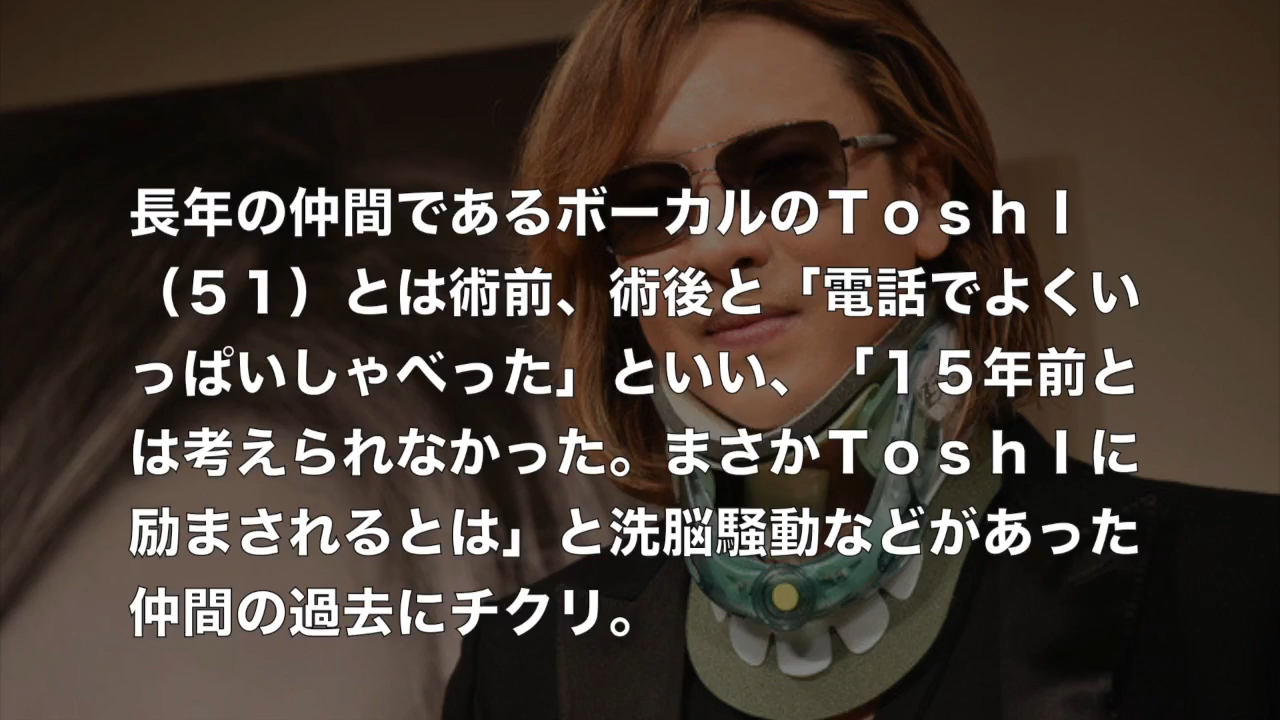 長年の仲間であるボーカルのＴｏｓｈＩ
（５１）とは術前、術後と「電話でよくい
っぱいしゃべった」といい、「１５年前と
は考えられなかった。まさかＴｏｓｈＩに
励まされるとは」と洗脳騒動などがあった
仲間の過去にチクリ。